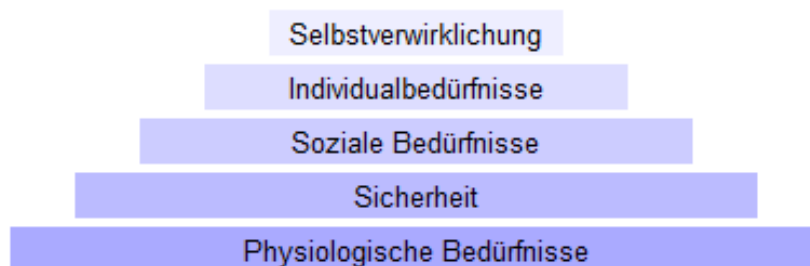 Selbstverwirklichung
Individualbedürfnisse
Soziale Bedürfnisse
Sicherheit
Physiologische Bedürfnisse